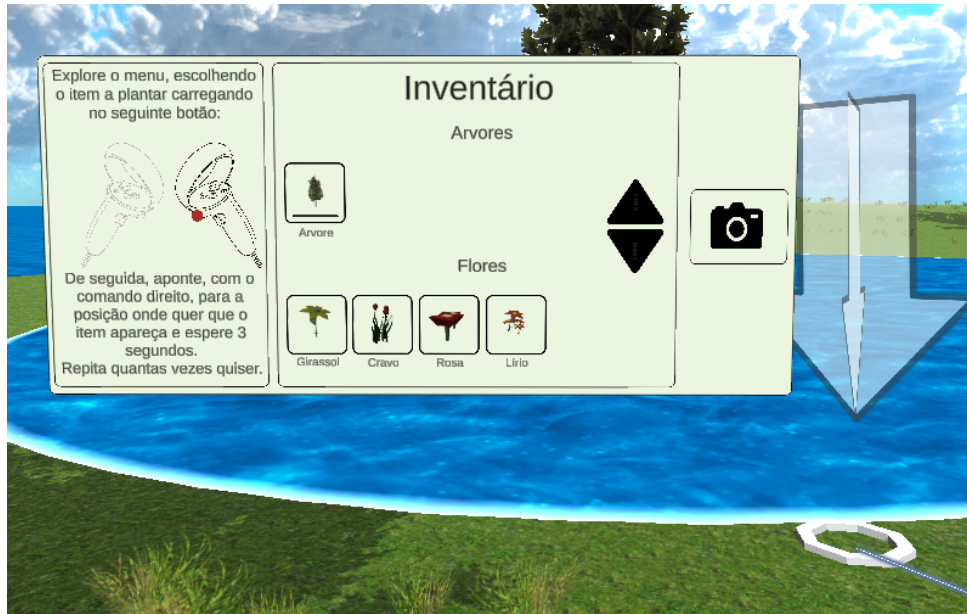 Explore o menu, escolhendo
o item a plantar carregando
no seguinte botão:
De seguida, aponte, com o
comando direito, para a
posição onde quer que o
item apareça e espere 3
segundos.
Repita quantas vezes quiser.
Inventário
Arvores
Arvore
Flores
Girassol
Cravo
Rosa
Lírio